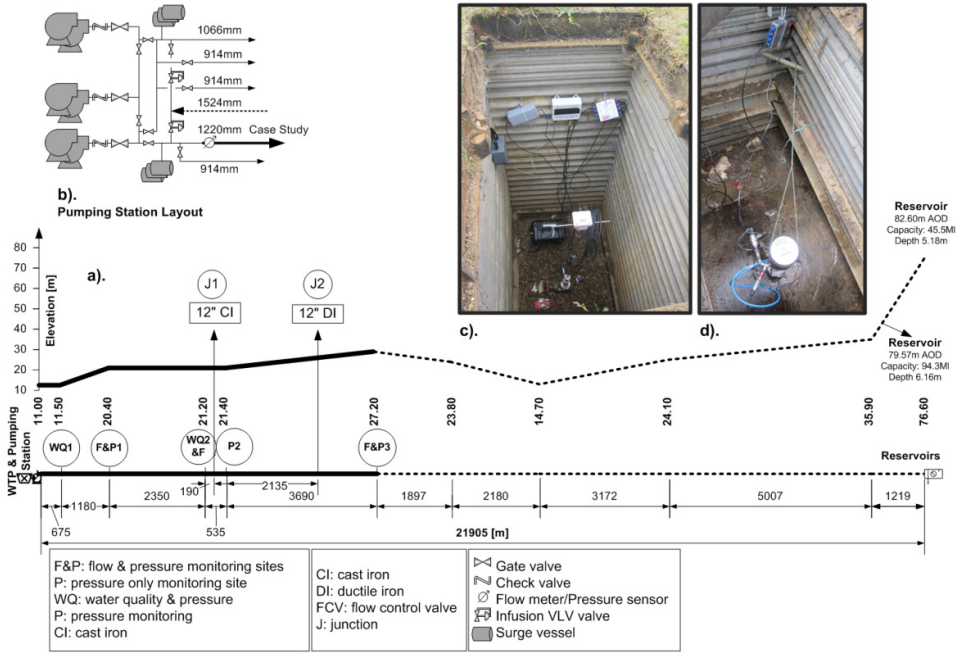 1066mm
914mm
914mm
1524mm
1220mm
Case Study
914mm
b).
Pumping Station Layout
c).
d).
a).
Elevation [m]
80
70
60
50
40
30
20
10
J1
12" CI
J2
12" DI
Reservoir
82.60m AOD
Capacity: 45.5Ml
Depth 5.18m
Reservoir
79.57m AOD
Capacity: 94.3Ml
Depth 6.16m
11.00
11.50
20.40
21.20
21.40
27.20
23.80
14.70
24.10
35.90
76.60
WTP & Pumping
Station
WQ1
F&P1
WQ2
&F
P2
F&P3
Reservoirs
675
1180
2350
190
535
2135
3690
1897
2180
3172
5007
1219
21905 [m]
F&P: flow & pressure monitoring sites
P: pressure only monitoring site
WQ: water quality & pressure
P: pressure monitoring
CI: cast iron
CI: cast iron
DI: ductile iron
FCV: flow control valve
J: junction
Gate valve
Check valve
Flow meter/Pressure sensor
Infusion VLV valve
Surge vessel